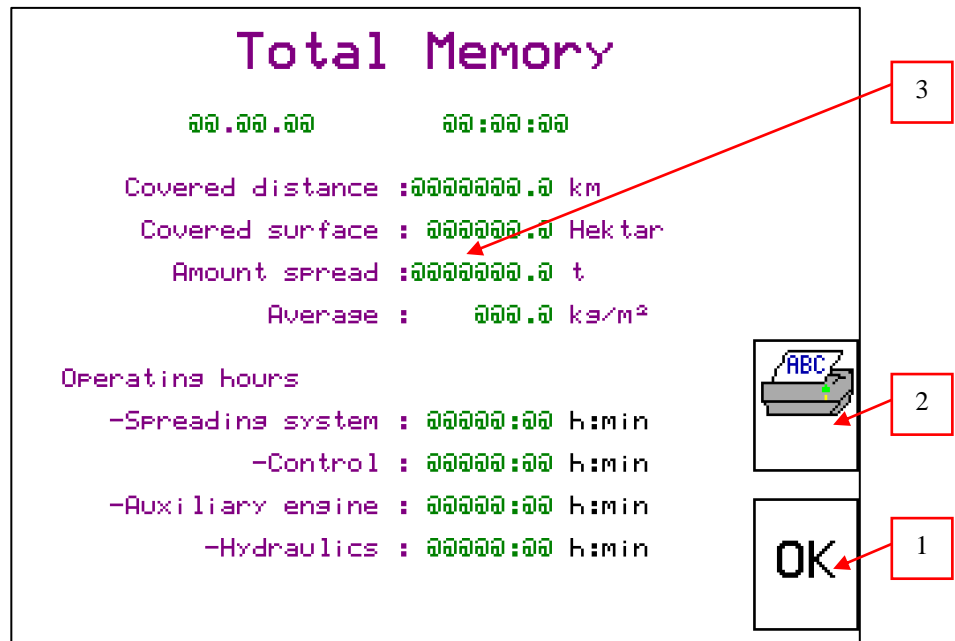 Total Memory
@@.@@.@@ @@:@@:@@
Covered distance :@@@@@@@.@ km
Covered surface : @@@@@@.@ Hektar
Amount spread :@@@@@@@.@ t
Average : @@@.@ kg/m²
Operating hours
-Spreading system : @@@@@:@@ h:min
-Control : @@@@@:@@ h:min
-Auxiliary engine : @@@@@:@@ h:min
-Hydraulics : @@@@@:@@ h:min
3
ABC
2
OK
1